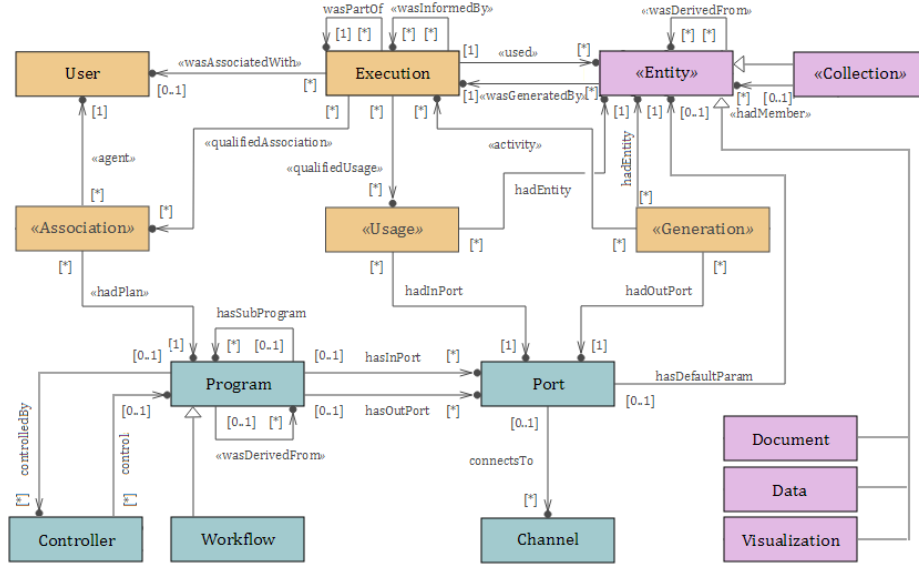 wasPartOf
«wasInformedBy»
«wasDerivedFrom»
[1] [*]
[*] [*]
[*] [*]
User
«wasAssociatedWith»
[0..1]
[*]
Execution
[1]
«used»
[*]
[1]
«wasGeneratedBy»
[*]
«Entity»
«Collection»
[*]
[0..1]
«hadMember»
[1]
[*]
[*]
[*]
[1]
[1]
[0..1]
«agent»
«qualifiedAssociation»
«qualifiedUsage»
«activity»
hadEntity
hadEntity
[*]
[*]
[*]
[*]
«Association»
«Usage»
«Generation»
[*]
[*]
[*]
[*]
[*]
«hadPlan»
hadInPort
hadOutPort
hasSubProgram
[0..1]
[1]
[*]
[0..1]
[0..1]
hasInPort
[*]
[1]
[1]
Program
Port
hasDefaultParam
[0..1]
[0..1]
[*]
[0..1]
hasOutPort
[*]
[0..1]
[0..1]
controlledBy
control
«wasDerivedFrom»
connectsTo
[*]
[*]
[*]
Controller
Workflow
Channel
Document
Data
Visualization